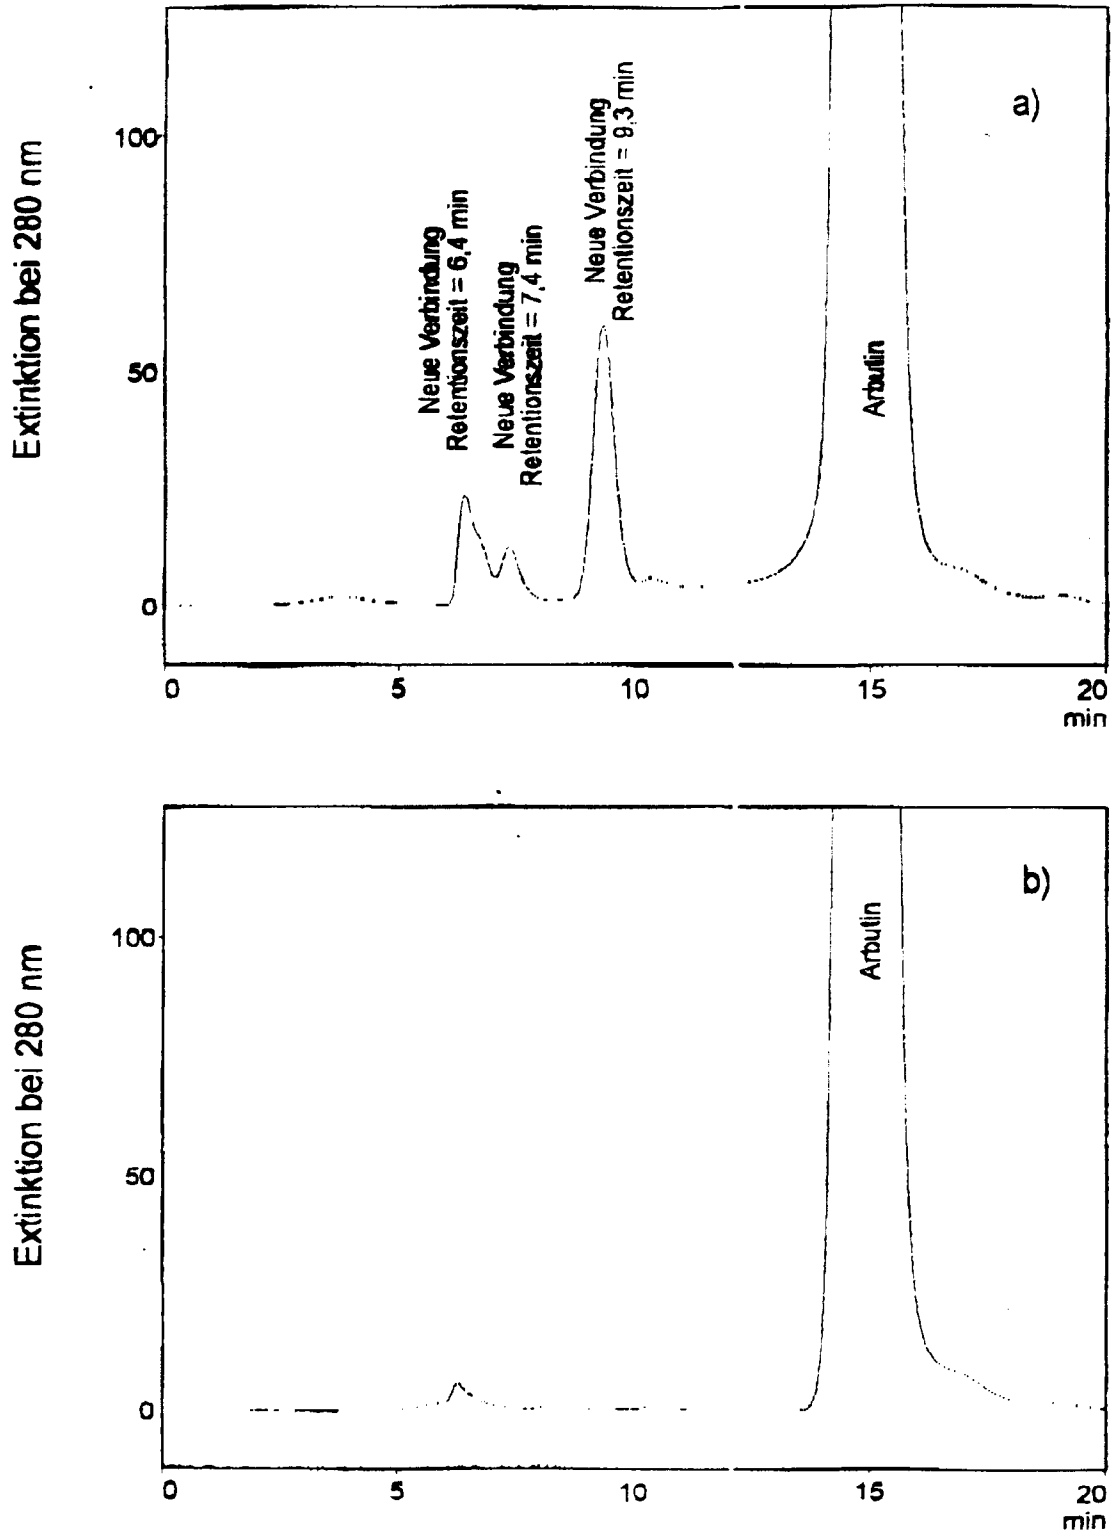 Extinktion bei 280 nm
a)
100
50
0
Neue Verbindung
Retentionszeit = 6,4 min
Neue Verbindung
Retentionszeit = 7,4 min
Neue Verbindung
Retentionszeit = 9,3 min
Arbutin
0 5 10 15 20
min
Extinktion bei 280 nm
b)
100
50
0
Arbutin
0 5 10 15 20
min